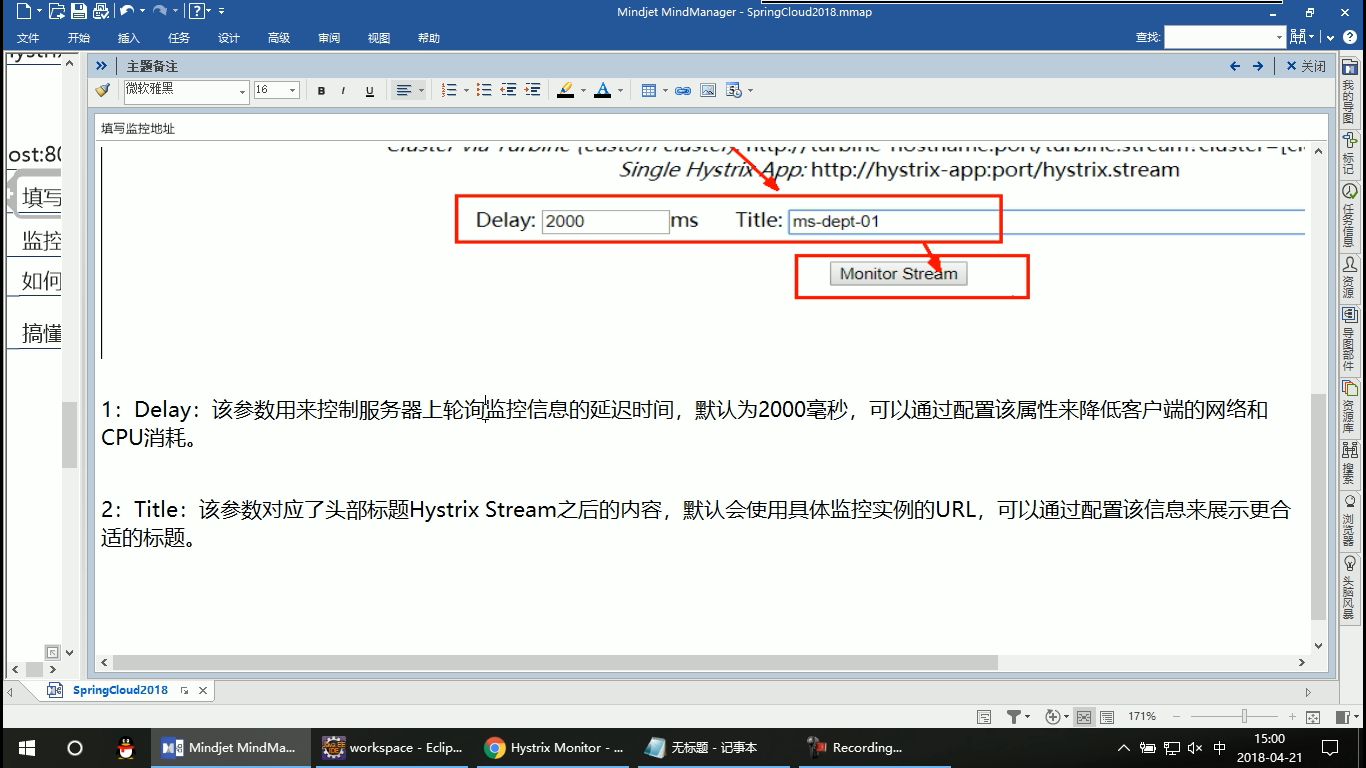 Mindjet MindManager - SpringCloud2018.mmap
文件 开始 插入 任务 设计 高级 审阅 视图 帮助 查找:
主题备注 关闭
微软雅黑 16 B I U
填写监控地址
ost:80
填写
监控
如何
搞懂
Single Hystrix App: http://hystrix-app:port/hystrix.stream
Delay: 2000 ms Title: ms-dept-01
Monitor Stream
1：Delay：该参数用来控制服务器上轮询监控信息的延迟时间，默认为2000毫秒，可以通过配置该属性来降低客户端的网络和
CPU消耗。
2：Title：该参数对应了头部标题Hystrix Stream之后的内容，默认会使用具体监控实例的URL，可以通过配置该信息来展示更合
适的标题。
我的导图
标记
任务信息
资源
导图部件
资源库
搜索
浏览器
头脑风暴
SpringCloud2018
171%
Mindjet MindMa... workspace - Eclip... Hystrix Monitor - ... 无标题 - 记事本 Recording... 中
15:00
2018-04-21